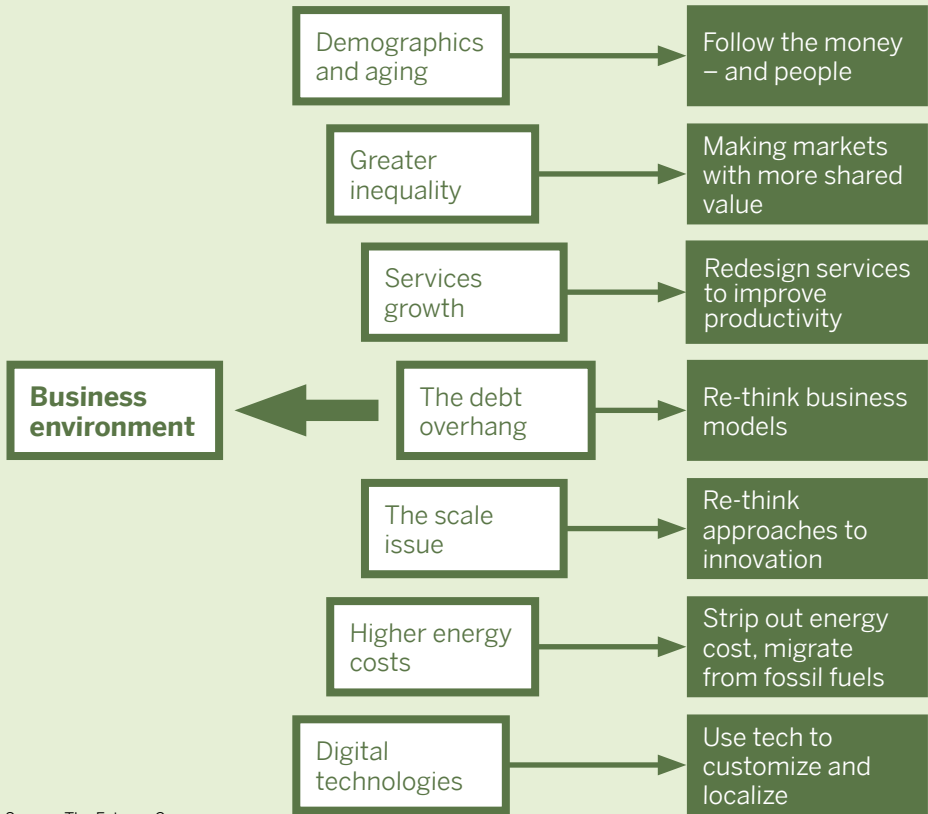 Demographics
and aging
Follow the money
– and people
Greater
inequality
Making markets
with more shared
value
Services
growth
Redesign services
to improve
productivity
Business
environment
The debt
overhang
Re-think business
models
The scale
issue
Re-think
approaches to
innovation
Higher energy
costs
Strip out energy
cost, migrate
from fossil fuels
Digital
technologies
Use tech to
customize and
localize